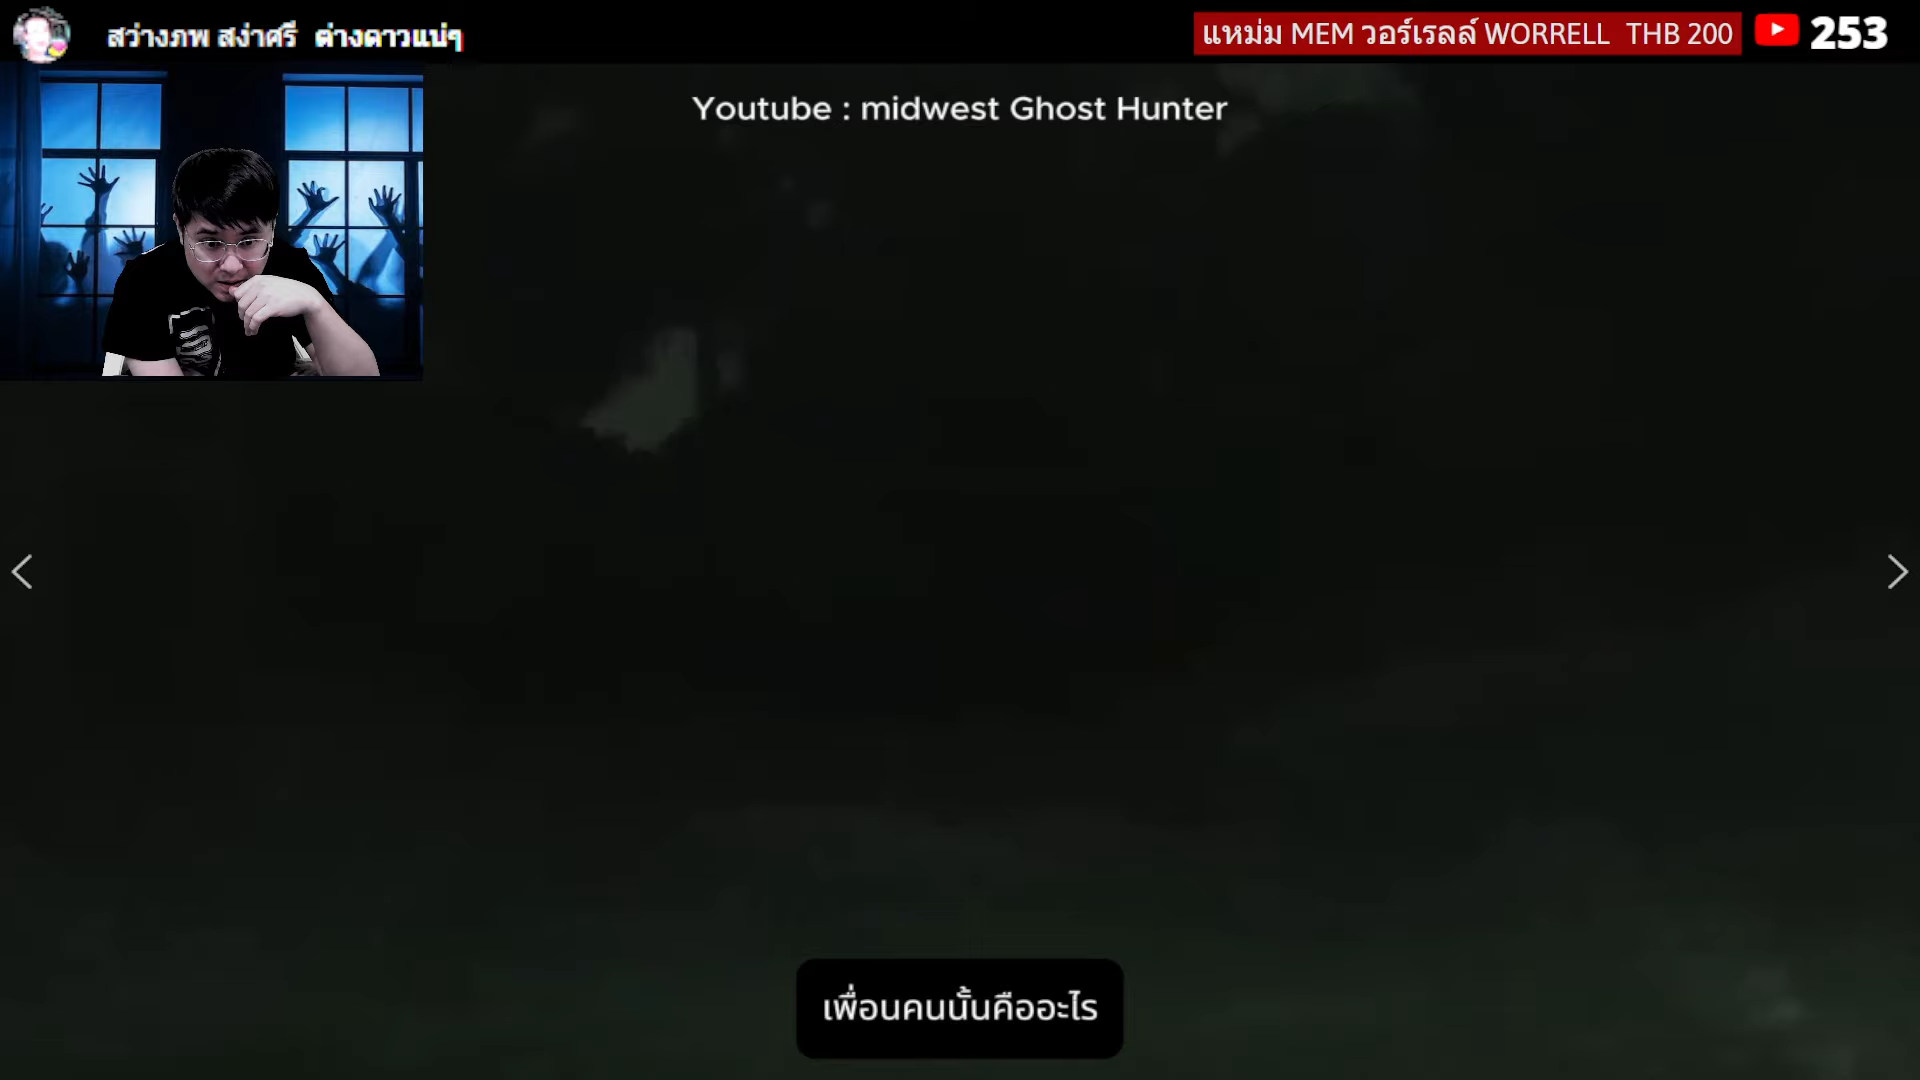 สว่างภพ สง่าศรี ต่างดาวแบ่ๆ
แหม่ม MEM วอร์เรลล์ WORRELL THB 200
253
Youtube : midwest Ghost Hunter
เพื่อนคนนั้นคืออะไร